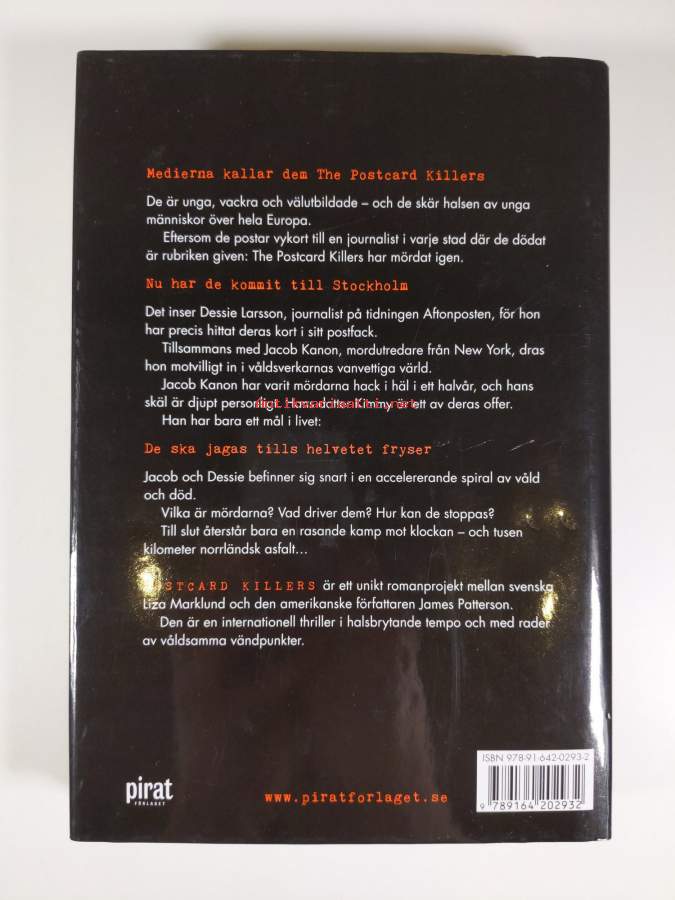 Medierna kallar dem The Postcard Killers
De är unga, vackra och välutbildade – och de skär halsen av unga
människor över hela Europa.
Eftersom de postar vykort till en journalist i varje stad där de dödat
är rubriken given: The Postcard Killers har mördat igen.
Nu har de kommit till Stockholm
Det inser Dessie Larsson, journalist på tidningen Aftonposten, för hon
har precis hittat deras kort i sitt postfack.
Tillsammans med Jacob Kanon, mordutredare från New York, dras
hon motvilligt in i våldsverkarnas vanvettiga värld.
Jacob Kanon har varit mördarna hack i häl i ett halvår, och hans
skäl är djupt personligt. Hans dotter Kimmy är ett av deras offer.
Han har bara ett mål i livet:
De ska jagas tills helvetet fryser
Jacob och Dessie befinner sig snart i en accelererande spiral av våld
och död.
Vilka är mördarna? Vad driver dem? Hur kan de stoppas?
Till slut återstår bara en rasande kamp mot klockan – och tusen
kilometer norrländsk asfalt...
POSTCARD KILLERS är ett unikt romanprojekt mellan svenska
Liza Marklund och den amerikanske författaren James Patterson.
Den är en internationell thriller i halsbrytande tempo och med rader
av våldsamma vändpunkter.
ISBN 978-91-642-0293-2
9 789164 202932
pirat
FÖRLAGET
www.piratforlaget.se